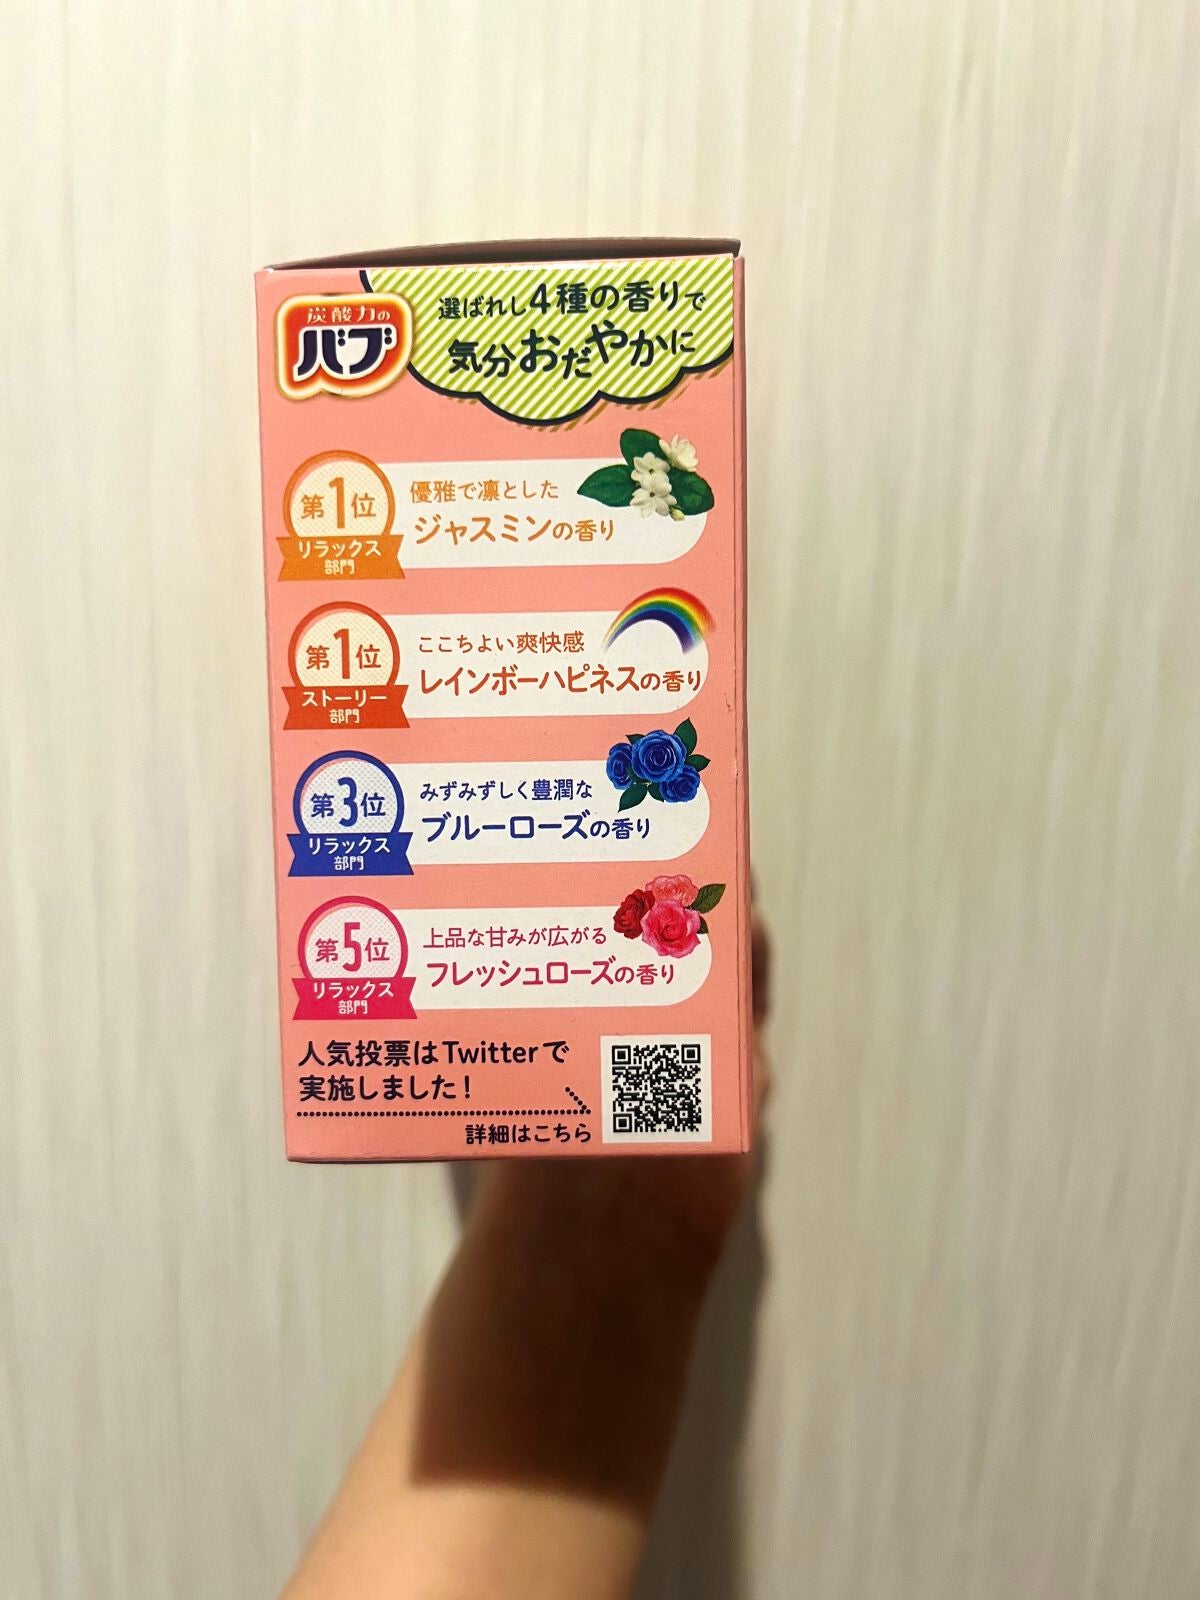 炭酸力の
バブ
選ばれし4種の香りで
気分おだやかに
第1位
リラックス
部門
優雅で凛とした
ジャスミンの香り
第1位
ストーリー
部門
ここちよい爽快感
レインボーハピネスの香り
第3位
リラックス
部門
みずみずしく豊潤な
ブルーローズの香り
第5位
リラックス
部門
上品な甘みが広がる
フレッシュローズの香り
人気投票はTwitterで
実施しました!
詳細はこちら